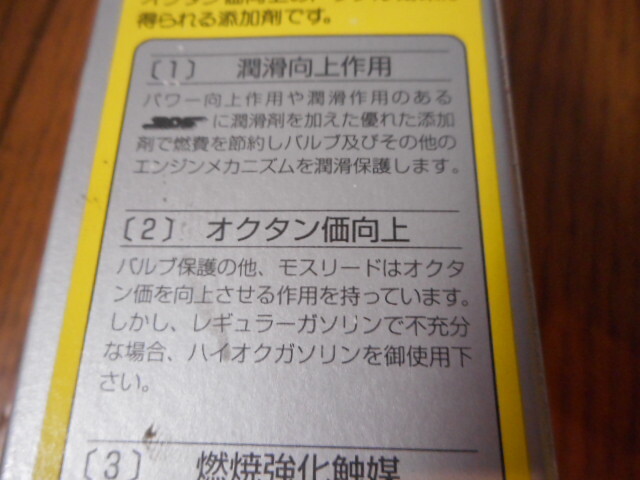 得られる添加剤です。
〔1〕 潤滑向上作用
パワー向上作用や潤滑作用のある
に潤滑剤を加えた優れた添加
剤で燃費を節約しバルブ及びその他の
エンジンメカニズムを潤滑保護します。
〔2〕 オクタン価向上
バルブ保護の他、モスリードはオクタ
ン価を向上させる作用を持っています。
しかし、レギュラーガソリンで不充分
な場合、ハイオクガソリンを御使用下
さい。
〔3〕 燃焼強化触媒